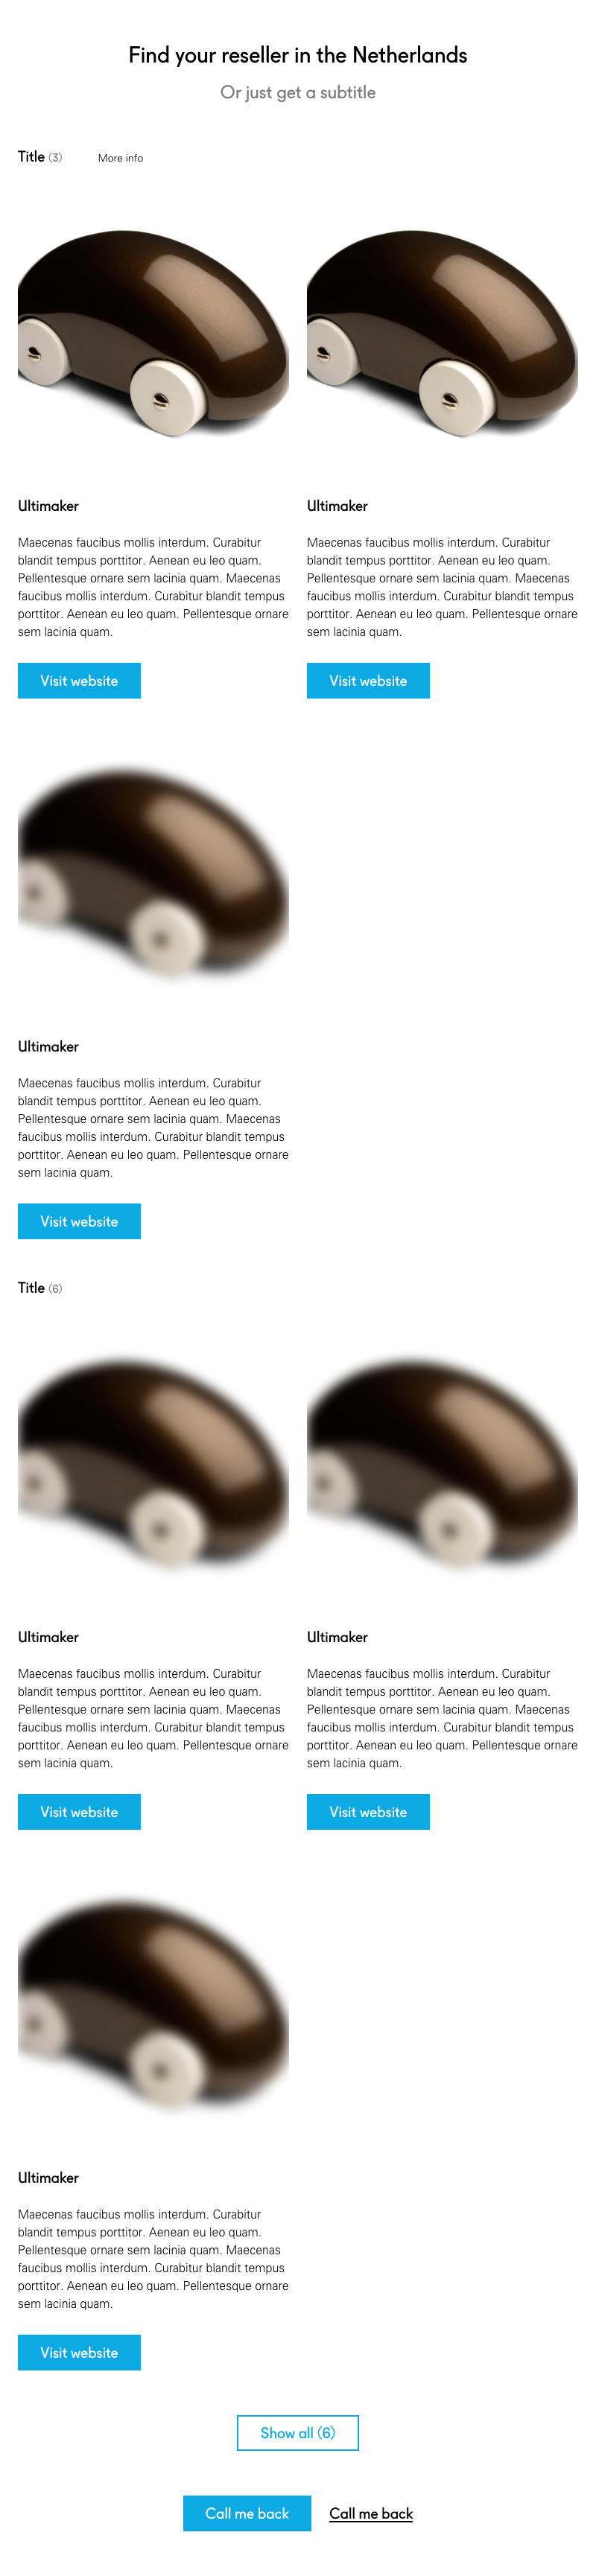 Find your reseller in the Netherlands
Or just get a subtitle
Title (3) More info
Ultimaker
Maecenas faucibus mollis interdum. Curabitur
blandit tempus porttitor. Aenean eu leo quam.
Pellentesque ornare sem lacinia quam. Maecenas
faucibus mollis interdum. Curabitur blandit tempus
porttitor. Aenean eu leo quam. Pellentesque ornare
sem lacinia quam.
Visit website
Ultimaker
Maecenas faucibus mollis interdum. Curabitur
blandit tempus porttitor. Aenean eu leo quam.
Pellentesque ornare sem lacinia quam. Maecenas
faucibus mollis interdum. Curabitur blandit tempus
porttitor. Aenean eu leo quam. Pellentesque ornare
sem lacinia quam.
Visit website
Ultimaker
Maecenas faucibus mollis interdum. Curabitur
blandit tempus porttitor. Aenean eu leo quam.
Pellentesque ornare sem lacinia quam. Maecenas
faucibus mollis interdum. Curabitur blandit tempus
porttitor. Aenean eu leo quam. Pellentesque ornare
sem lacinia quam.
Visit website
Title (6)
Ultimaker
Maecenas faucibus mollis interdum. Curabitur
blandit tempus porttitor. Aenean eu leo quam.
Pellentesque ornare sem lacinia quam. Maecenas
faucibus mollis interdum. Curabitur blandit tempus
porttitor. Aenean eu leo quam. Pellentesque ornare
sem lacinia quam.
Visit website
Ultimaker
Maecenas faucibus mollis interdum. Curabitur
blandit tempus porttitor. Aenean eu leo quam.
Pellentesque ornare sem lacinia quam. Maecenas
faucibus mollis interdum. Curabitur blandit tempus
porttitor. Aenean eu leo quam. Pellentesque ornare
sem lacinia quam.
Visit website
Ultimaker
Maecenas faucibus mollis interdum. Curabitur
blandit tempus porttitor. Aenean eu leo quam.
Pellentesque ornare sem lacinia quam. Maecenas
faucibus mollis interdum. Curabitur blandit tempus
porttitor. Aenean eu leo quam. Pellentesque ornare
sem lacinia quam.
Visit website
Show all (6)
Call me back Call me back